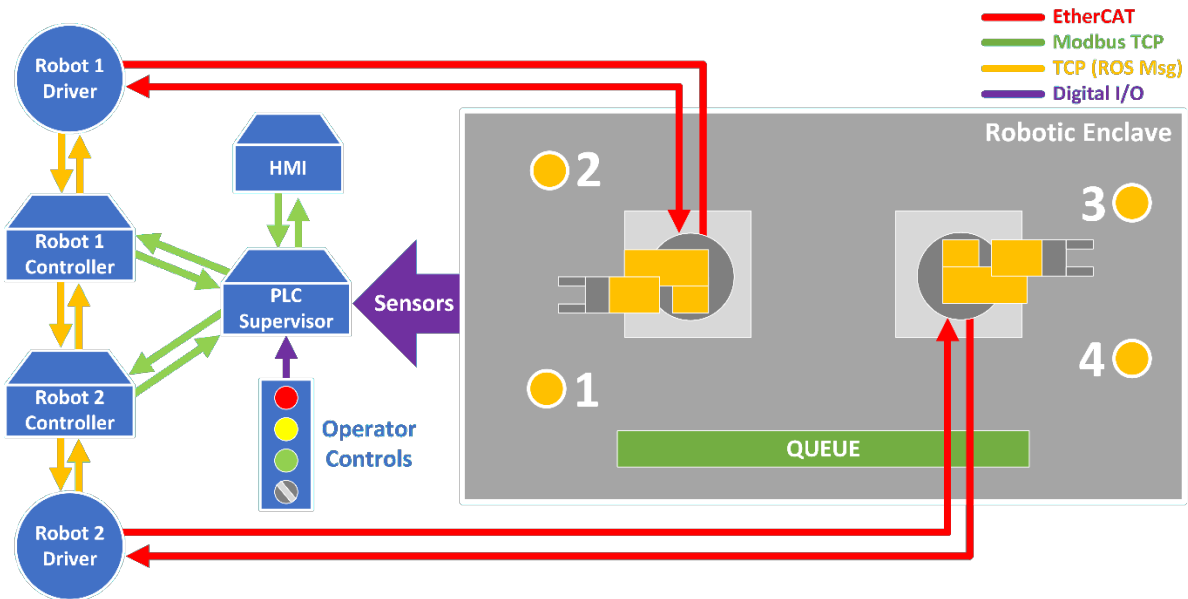 EtherCAT
Modbus TCP
TCP (ROS Msg)
Digital I/O
Robot 1
Driver
HMI
Robot 1
Controller
PLC
Supervisor
Sensors
Robot 2
Controller
Operator
Controls
Robot 2
Driver
Robotic Enclave
2
3
1
4
QUEUE